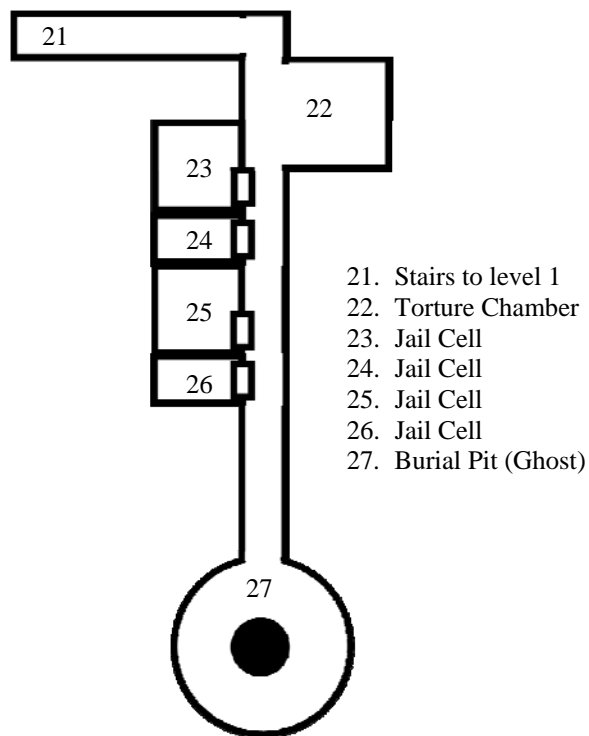 21
22
23
24
25
26
27
21. Stairs to level 1
22. Torture Chamber
23. Jail Cell
24. Jail Cell
25. Jail Cell
26. Jail Cell
27. Burial Pit (Ghost)